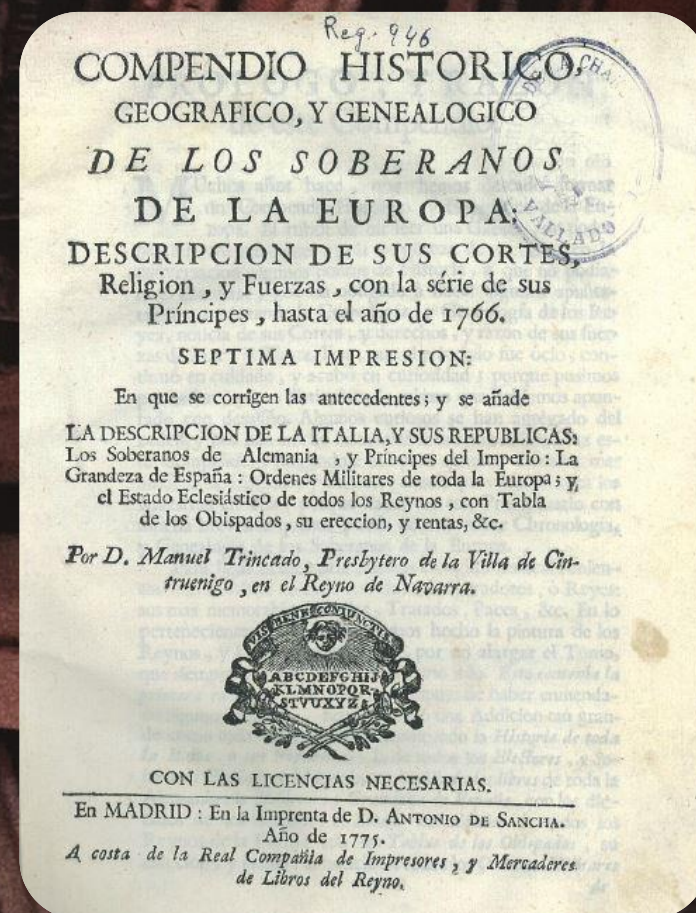 Reg. 946
COMPENDIO HISTORICO,
GEOGRAFICO, Y GENEALOGICO
DE LOS SOBERANOS
DE LA EUROPA:
DESCRIPCION DE SUS CORTES,
Religion, y Fuerzas, con la série de sus
Príncipes, hasta el año de 1766.
SEPTIMA IMPRESION:
En que se corrigen las antecedentes; y se añade
LA DESCRIPCION DE LA ITALIA, Y SUS REPUBLICAS:
Los Soberanos de Alemania, y Príncipes del Imperio: La
Grandeza de España: Ordenes Militares de toda la Europa; y
el Estado Eclesiástico de todos los Reynos, con Tabla
de los Obispados, su ereccion, y rentas, &c.
Por D. Manuel Trincado, Presbytero de la Villa de Cin-
truenigo, en el Reyno de Navarra.
BENE CONJUNCTIS
ABCDEFGHIJ
KLMNOPQR
STVUXYZ
CON LAS LICENCIAS NECESARIAS.
En MADRID: En la Imprenta de D. ANTONIO DE SANCHA.
Año de 1775.
A costa de la Real Compañia de Impresores, y Mercaderes
de Libros del Reyno.